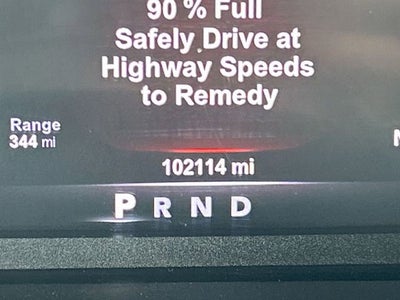 90 % Full
Safely Drive at
Highway Speeds
to Remedy
Range
344 mi
102114 mi
P R N D